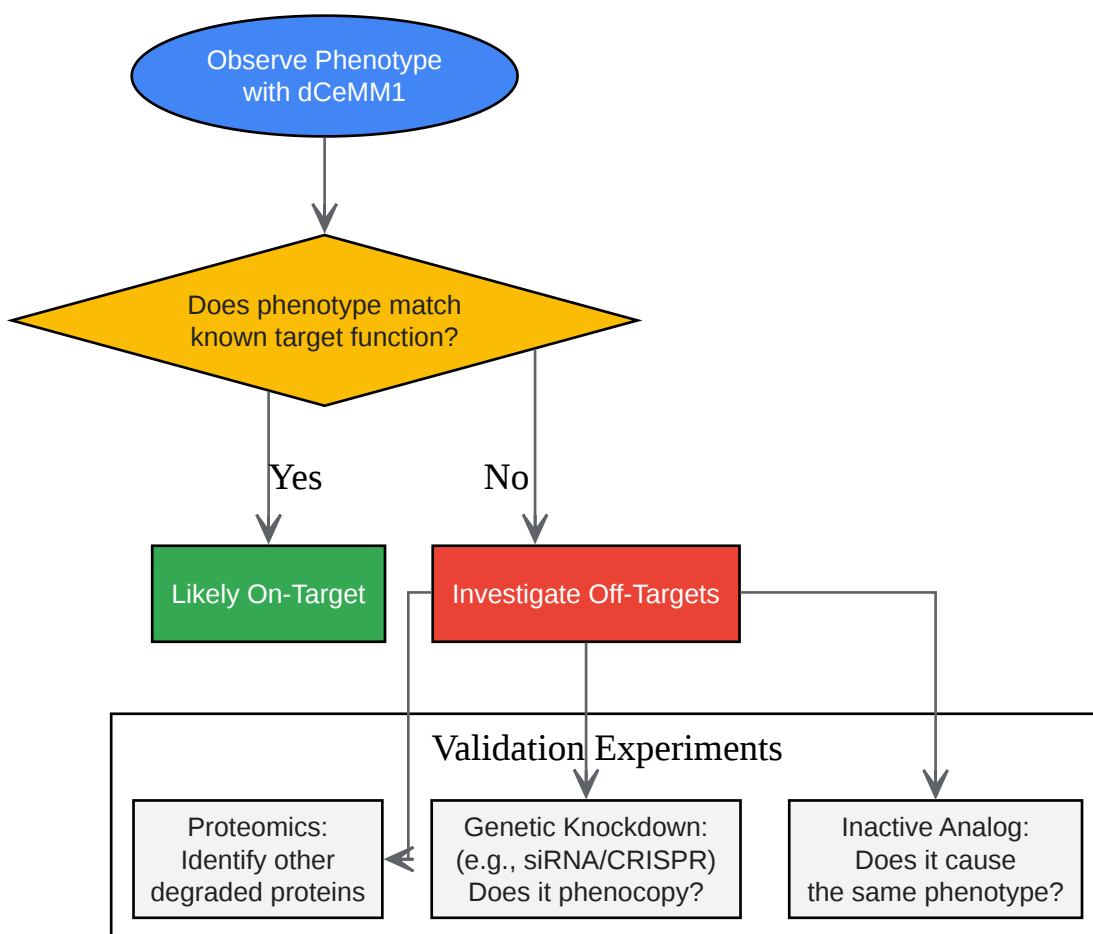 Observe Phenotype
with dCeMM1
Does phenotype match
known target function?
Yes
No
Likely On-Target
Investigate Off-Targets
Validation Experiments
Proteomics:
Identify other
degraded proteins
Genetic Knockdown:
(e.g., siRNA/CRISPR)
Does it phenocopy?
Inactive Analog:
Does it cause
the same phenotype?